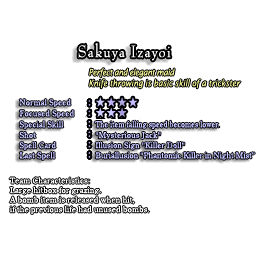 Sakuya Izayoi
Perfect and elegant maid
Knife throwing is basic skill of a trickster
Normal Speed : ★★★★
Focused Speed : ★★★
Special Skill : The item falling speed become lower.
Shot : "Mysterious Jack"
Spell Card : Illusion Sign "Killer Doll"
Last Spell : Buriallusion "Phantomic Killer in Night Mist"
Team Characteristics:
Large hitbox for grazing.
A bomb item is released when hit,
if the previous life had unused bombs.